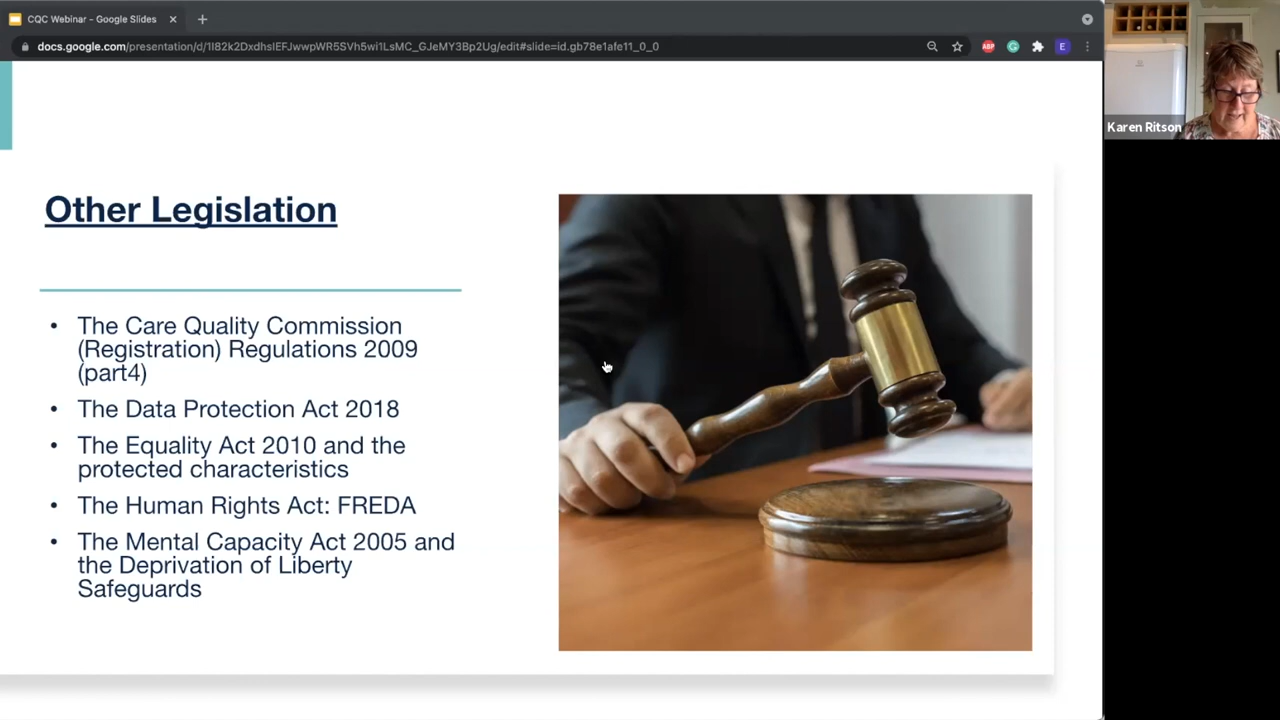 CQC Webinar - Google Slides
docs.google.com/presentation/d/1I82k2DxdhsIEFJwwpWR5SVh5wi1LsMC_GJeMY3Bp2Ug/edit#slide=id.gb78e1afe11_0_0
ABP
G
E
Karen Ritson
Other Legislation
• The Care Quality Commission
(Registration) Regulations 2009
(part4)
• The Data Protection Act 2018
• The Equality Act 2010 and the
protected characteristics
• The Human Rights Act: FREDA
• The Mental Capacity Act 2005 and
the Deprivation of Liberty
Safeguards